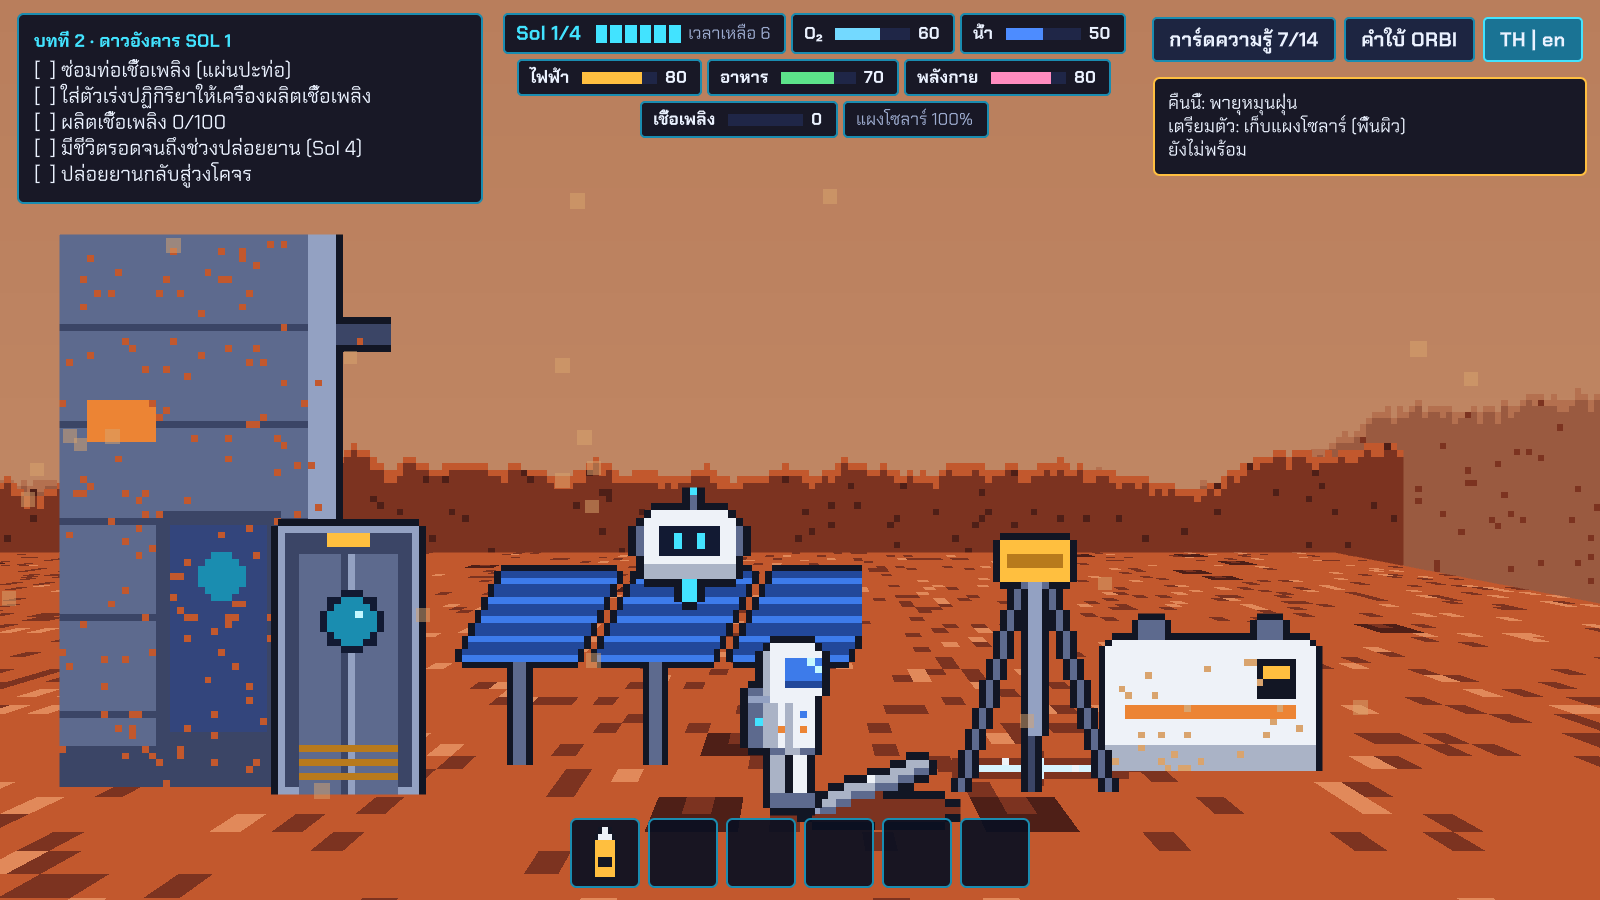 บทที่ 2 · ดาวอังคาร SOL 1
[ ] ซ่อมท่อเชื้อเพลิง (แผ่นปะท่อ)
[ ] ใส่ตัวเร่งปฏิกิริยาให้เครื่องผลิตเชื้อเพลิง
[ ] ผลิตเชื้อเพลิง 0/100
[ ] มีชีวิตรอดจนถึงช่วงปล่อยยาน (Sol 4)
[ ] ปล่อยยานกลับสู่วงโคจร
Sol 1/4 เวลาเหลือ 6
O₂ 60
น้ำ 50
ไฟฟ้า 80
อาหาร 70
พลังกาย 80
เชื้อเพลิง 0
แผงโซลาร์ 100%
การ์ดความรู้ 7/14
คำใบ้ ORBI
TH | en
คืนนี้: พายุหมุนฝุ่น
เตรียมตัว: เก็บแผงโซลาร์ (พื้นผิว)
ยังไม่พร้อม